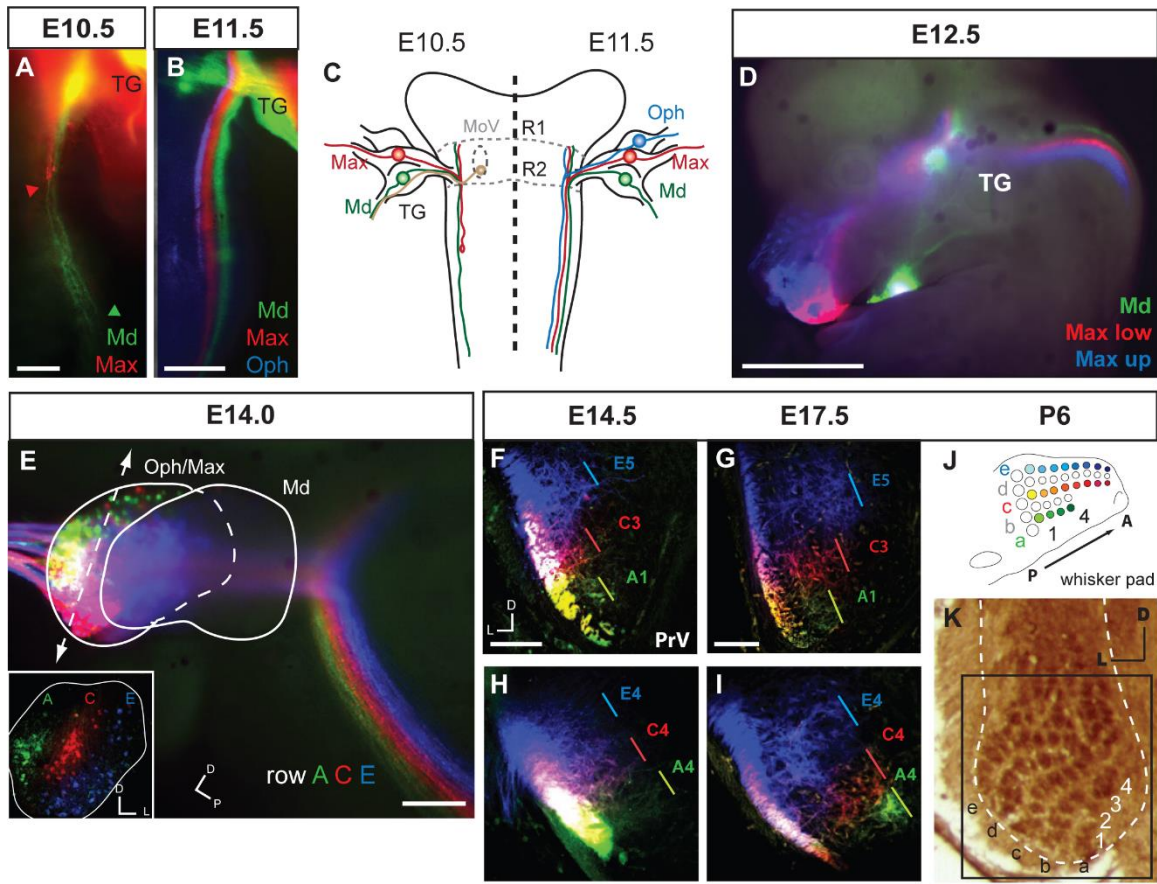 E10.5
E11.5
E12.5
A
TG
Md
Max
B
TG
Md
Max
Oph
C
E10.5
E11.5
MoV
R1
R2
Oph
Max
Max
Md
Md
TG
D
TG
Md
Max low
Max up
E14.0
E14.5
E17.5
P6
E
Oph/Max
Md
A C E
D
L
D
P
row A C E
F
E5
C3
A1
D
L
PrV
G
E5
C3
A1
H
E4
C4
A4
I
E4
C4
A4
J
e
d
c
b
a
1
4
A
P
whisker pad
K
D
L
e
d
c
b
a
1
2
3
4